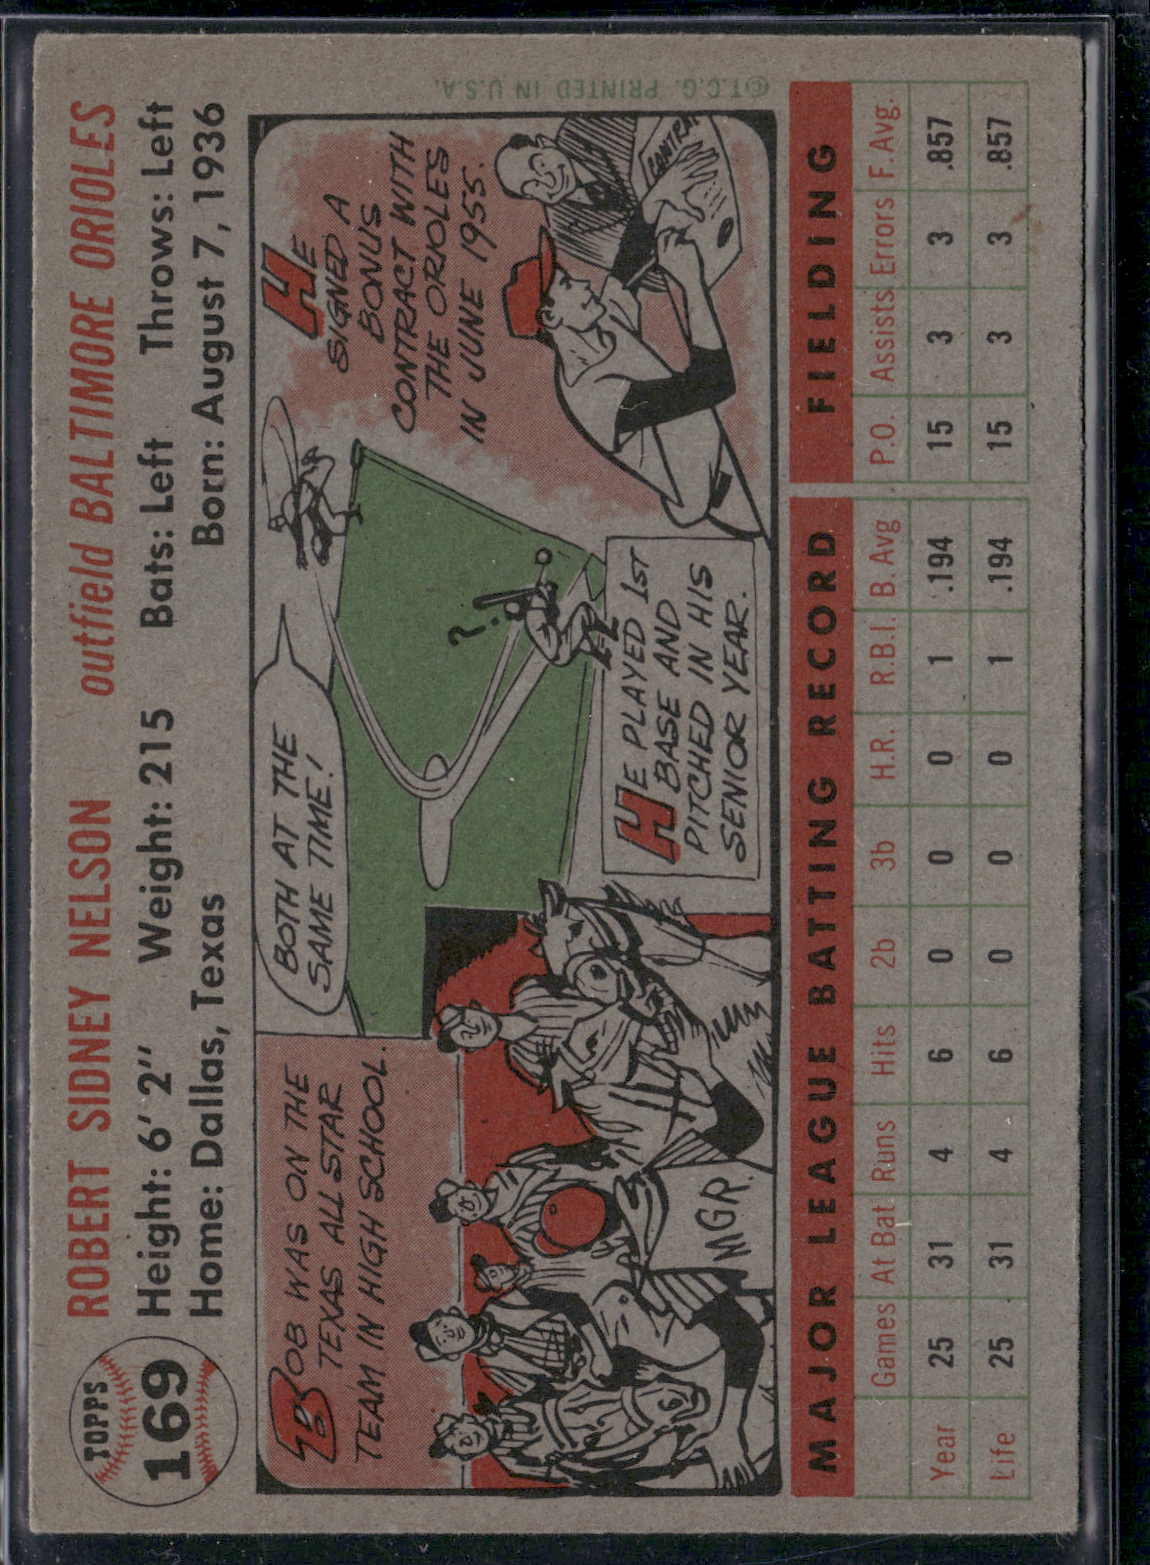 TOPPS
169
ROBERT SIDNEY NELSON outfield BALTIMORE ORIOLES
Height: 6' 2" Weight: 215 Bats: Left Throws: Left
Home: Dallas, Texas Born: August 7, 1936
BOB WAS ON THE
TEXAS ALL STAR
TEAM IN HIGH SCHOOL.
MGR.
BOTH AT THE
SAME TIME!
?
HE PLAYED 1ST
BASE AND
PITCHED IN HIS
SENIOR YEAR.
HE
SIGNED A
BONUS
CONTRACT WITH
THE ORIOLES
IN JUNE 1955.
CONTRACT
©T.C.G. PRINTED IN U.S.A.
MAJOR LEAGUE BATTING RECORD FIELDING
Games At Bat Runs Hits 2b 3b H.R. R.B.I. B. Avg P.O. Assists Errors F. Avg.
Year 25 31 4 6 0 0 0 1 .194 15 3 3 .857
Life 25 31 4 6 0 0 0 1 .194 15 3 3 .857